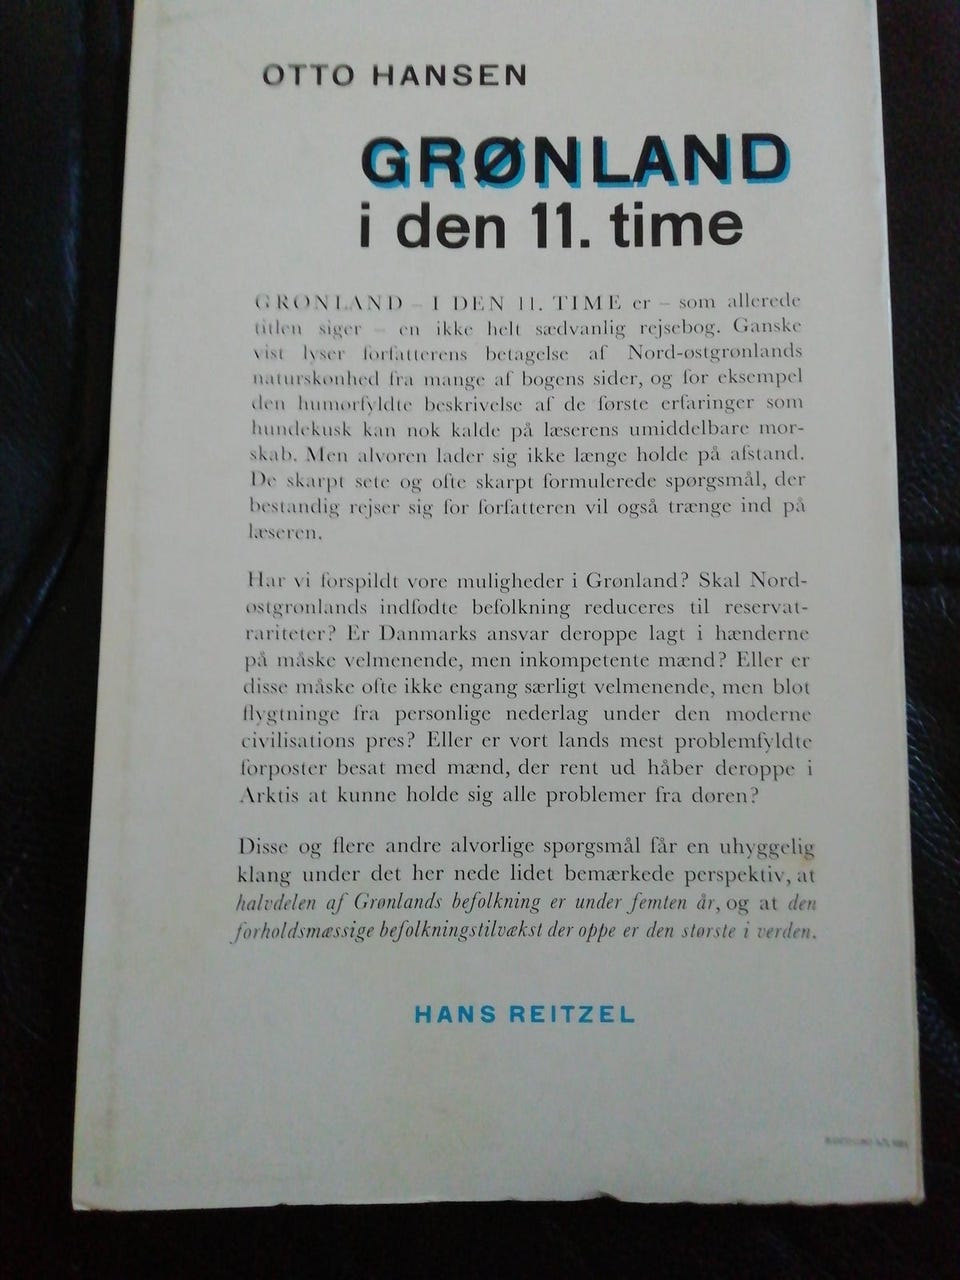 OTTO HANSEN
GRØNLAND
i den 11. time
GRØNLAND – I DEN 11. TIME er – som allerede
titlen siger – en ikke helt sædvanlig rejsebog. Ganske
vist lyser forfatterens betagelse af Nord-østgrønlands
naturskønhed fra mange af bogens sider, og for eksempel
den humorfyldte beskrivelse af de første erfaringer som
hundekusk kan nok kalde på læserens umiddelbare mor-
skab. Men alvoren lader sig ikke længe holde på afstand.
De skarpt sete og ofte skarpt formulerede spørgsmål, der
bestandig rejser sig for forfatteren vil også trænge ind på
læseren.
Har vi forspildt vore muligheder i Grønland? Skal Nord-
østgrønlands indfødte befolkning reduceres til reservat-
rariteter? Er Danmarks ansvar deroppe lagt i hænderne
på måske velmenende, men inkompetente mænd? Eller er
disse måske ofte ikke engang særligt velmenende, men blot
flygtninge fra personlige nederlag under den moderne
civilisations pres? Eller er vort lands mest problemfyldte
forposter besat med mænd, der rent ud håber deroppe i
Arktis at kunne holde sig alle problemer fra døren?
Disse og flere andre alvorlige spørgsmål får en uhyggelig
klang under det her nede lidet bemærkede perspektiv, at
halvdelen af Grønlands befolkning er under femten år, og at den
forholdsmæssige befolkningstilvækst der oppe er den største i verden.
HANS REITZEL